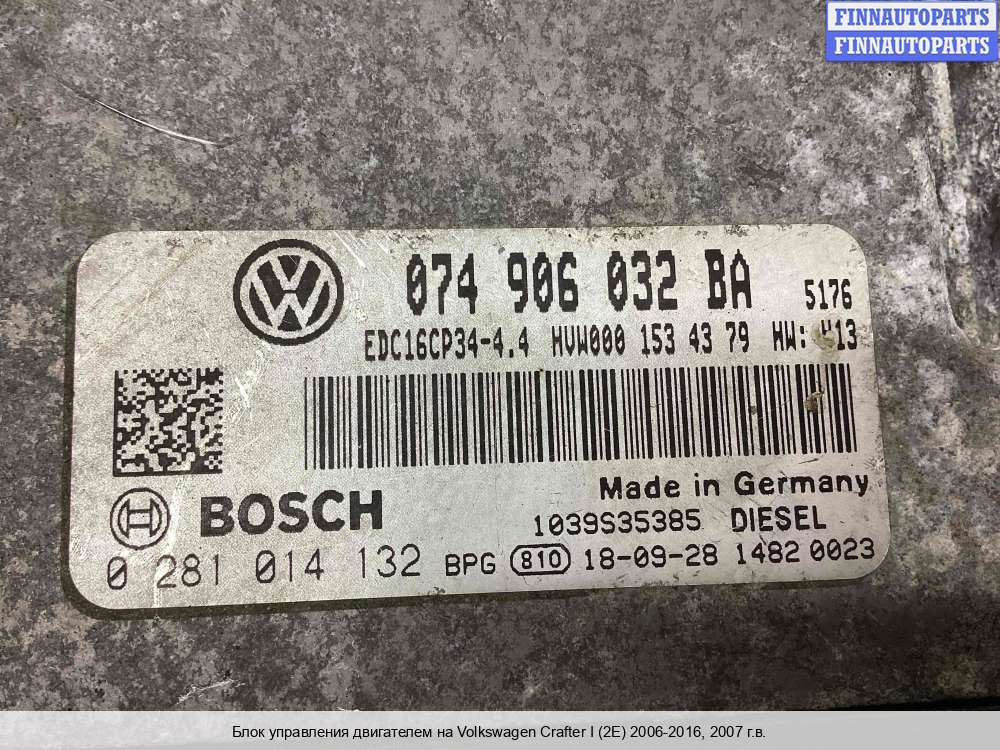 FINNAUTOPARTS
FINNAUTOPARTS
074 906 032 BA 5176
EDC16CP34-4.4 HVW000 153 43 79 HW: H13
BOSCH
Made in Germany
1039S35385 DIESEL
0 281 014 132 BPG 810 18-09-28 1482 0023
Блок управления двигателем на Volkswagen Crafter I (2E) 2006-2016, 2007 г.в.